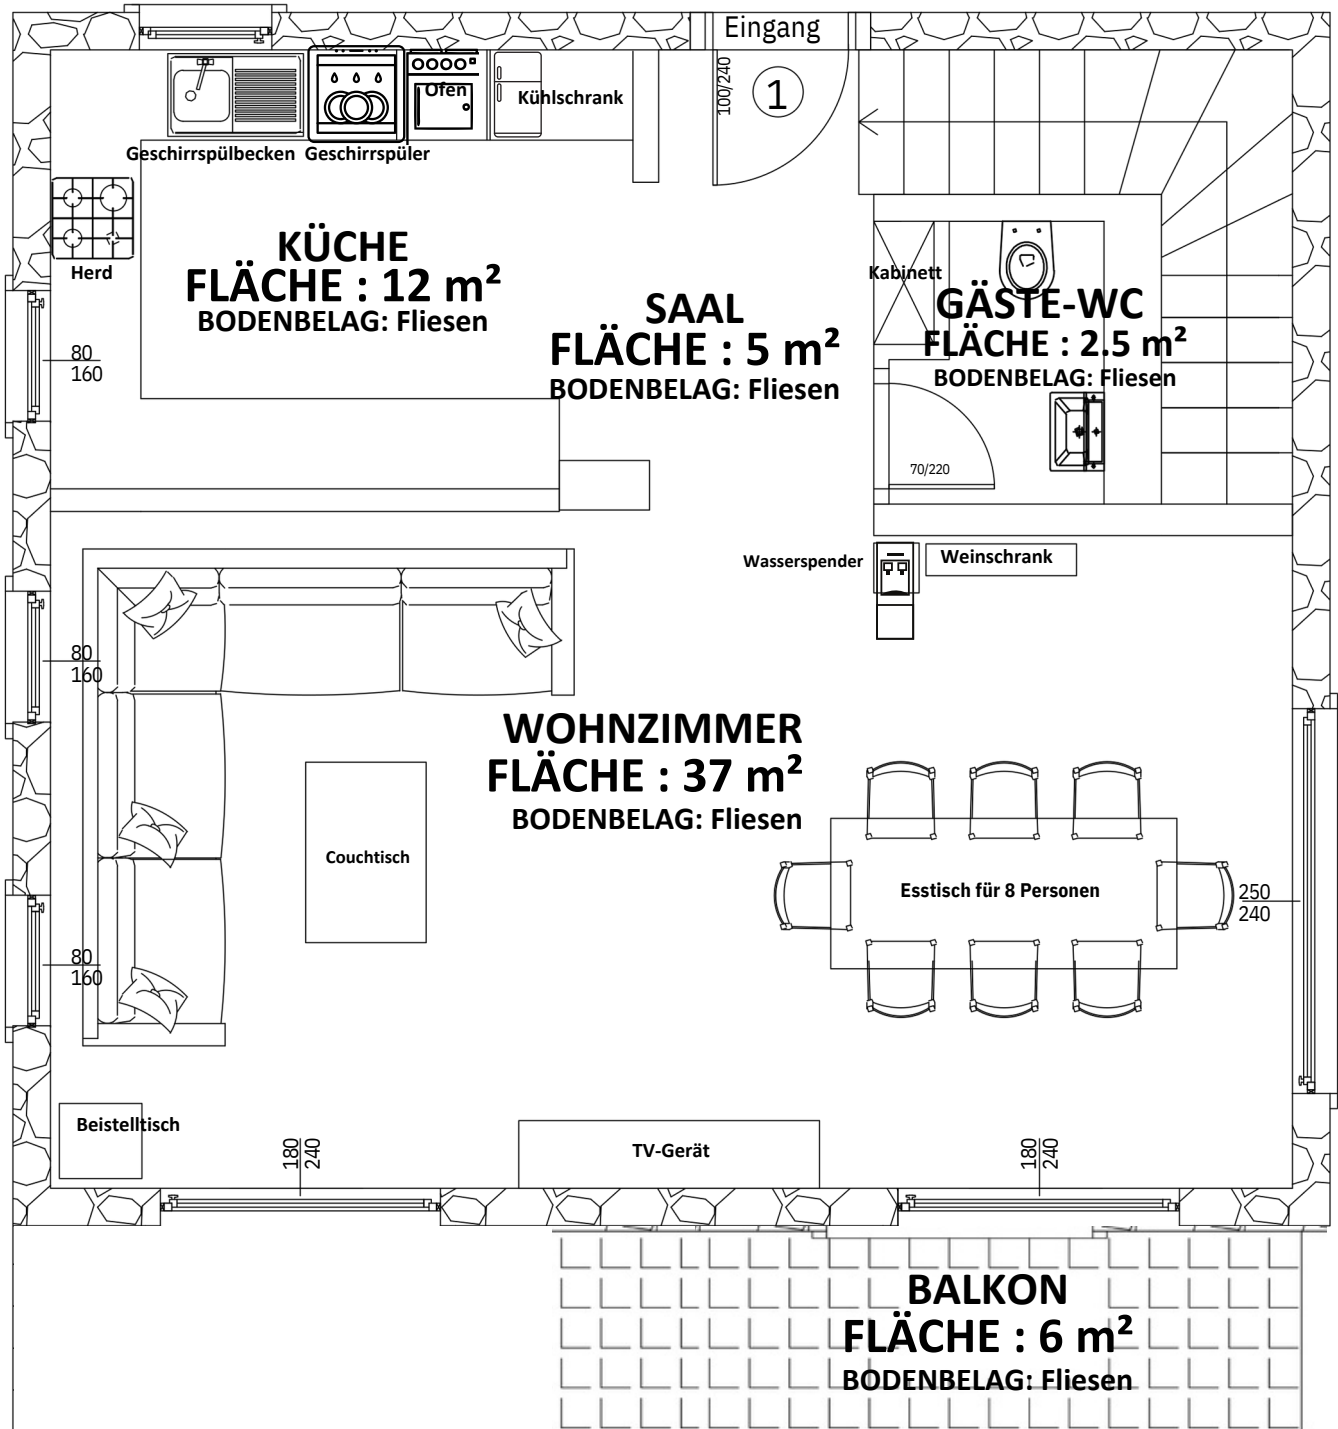 Eingang
100/240
1
Ofen
Kühlschrank
Geschirrspülbecken
Geschirrspüler
Herd
KÜCHE
FLÄCHE : 12 m²
BODENBELAG: Fliesen
SAAL
FLÄCHE : 5 m²
BODENBELAG: Fliesen
Kabinett
GÄSTE-WC
FLÄCHE : 2.5 m²
BODENBELAG: Fliesen
80
160
70/220
Wasserspender
Weinschrank
80
160
WOHNZIMMER
FLÄCHE : 37 m²
BODENBELAG: Fliesen
Couchtisch
Esstisch für 8 Personen
250
240
80
160
Beistelltisch
180
240
TV-Gerät
180
240
BALKON
FLÄCHE : 6 m²
BODENBELAG: Fliesen